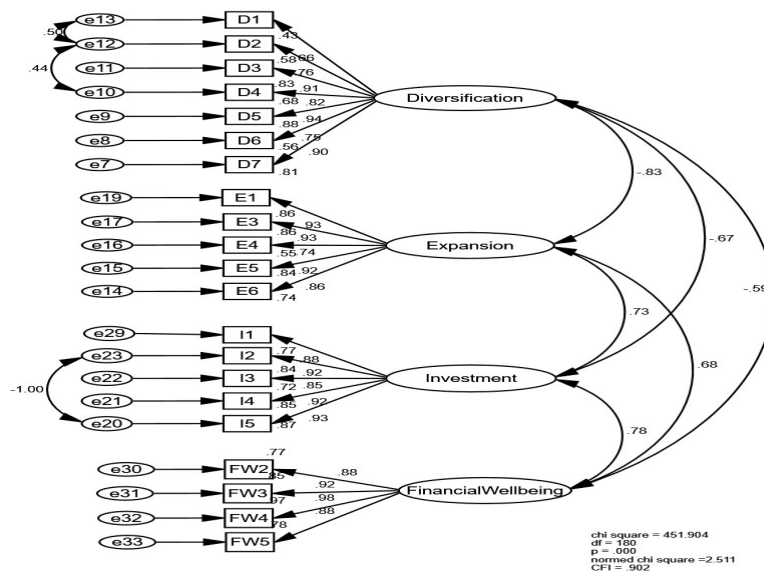 e13 D1
.50
e12 D2
.43
e11 D3
.58 .66
.44
.76
e10 D4
.83 .91
Diversification
e9 D5
.68 .82
e8 D6
.88 .94
.75
e7 D7
.56 .90
.81
-.83
e19 E1
e17 E3
.86 .93
e16 E4
.86 .93
Expansion
-.67
e15 E5
.55 .74
e14 E6
.84 .92
.86
.74
-.59
.73
e29 I1
e23 I2
.77 .88
.68
e22 I3
.84 .92
Investment
-1.00
e21 I4
.72 .85
e20 I5
.85 .92
.87 .93
.78
.77
e30 FW2
.88
.85
e31 FW3
.92
FinancialWellbeing
.97
.98
e32 FW4
.88
.78
e33 FW5
chi square = 451.904
df = 180
p = .000
normed chi square =2.511
CFI = .902